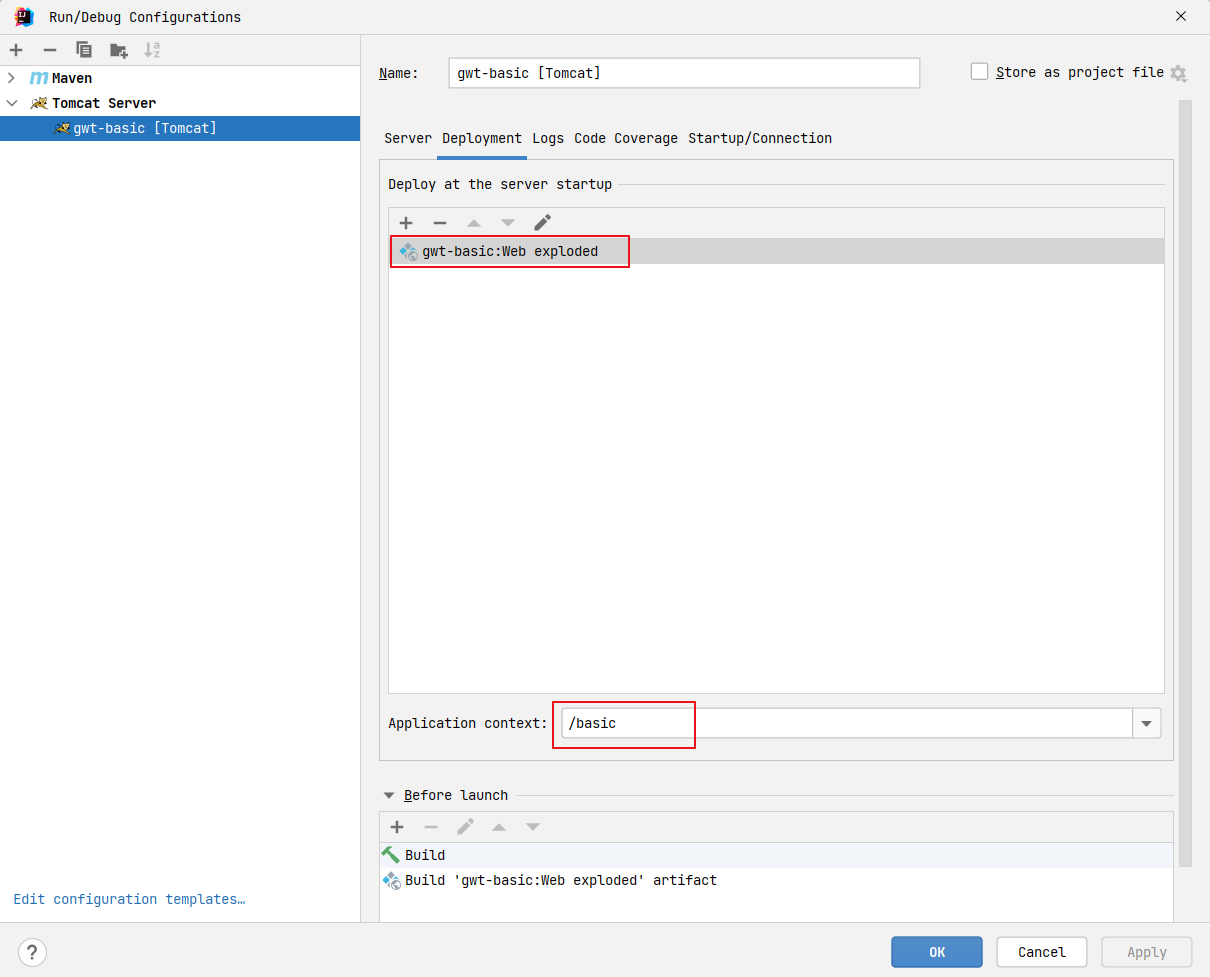 Run/Debug Configurations
Maven
Tomcat Server
gwt-basic [Tomcat]
Edit configuration templates…
Name: gwt-basic [Tomcat] Store as project file
Server Deployment Logs Code Coverage Startup/Connection
Deploy at the server startup
gwt-basic:Web exploded
Application context: /basic
Before launch
Build
Build 'gwt-basic:Web exploded' artifact
? OK Cancel Apply